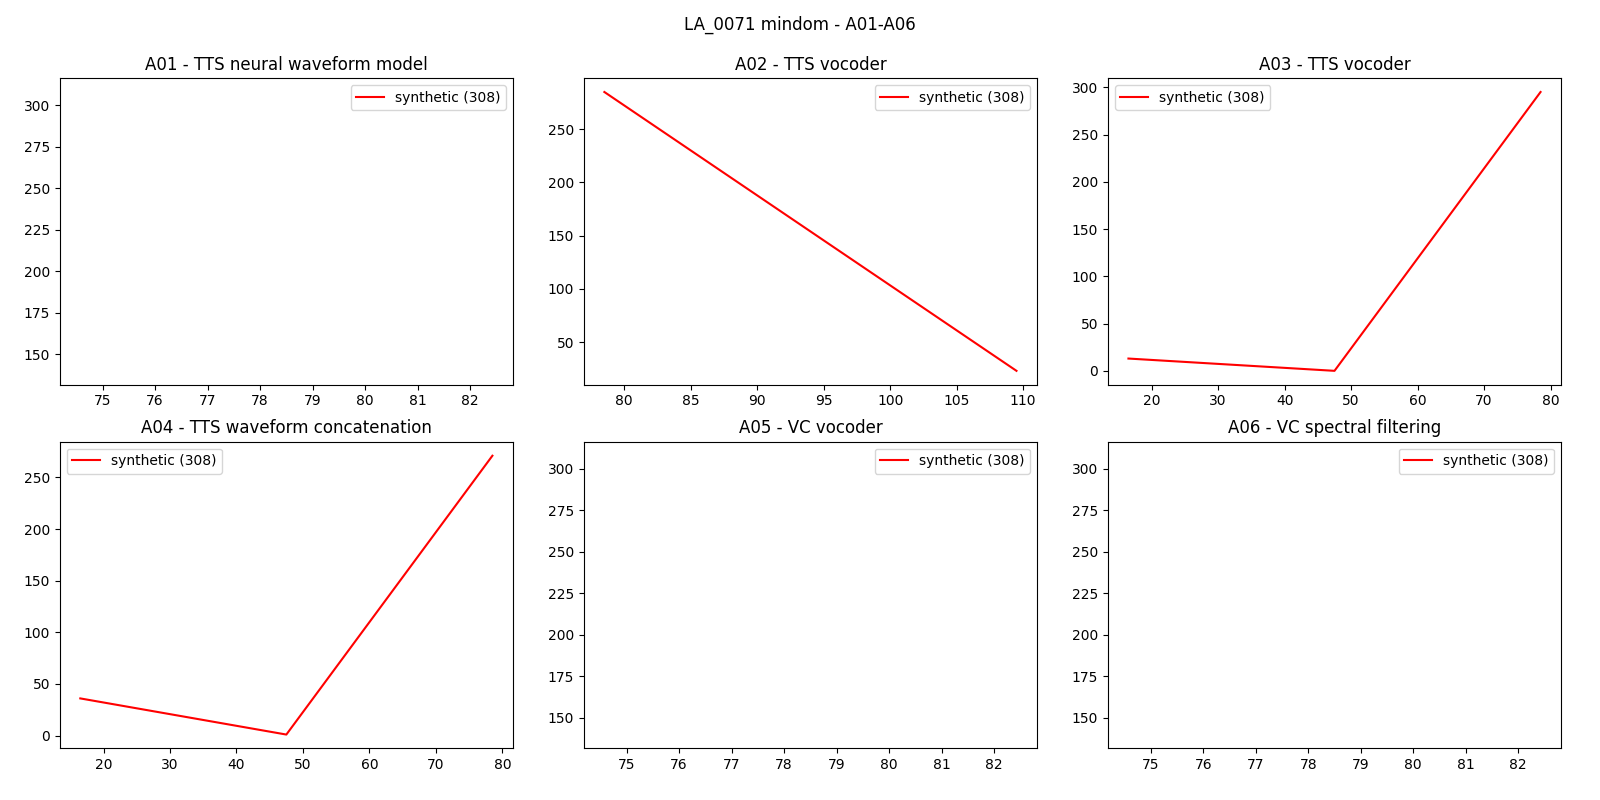 LA_0071 mindom - A01-A06
A01 - TTS neural waveform model
synthetic (308)
300
275
250
225
200
175
150
75 76 77 78 79 80 81 82
A02 - TTS vocoder
synthetic (308)
250
200
150
100
50
80 85 90 95 100 105 110
A03 - TTS vocoder
synthetic (308)
300
250
200
150
100
50
0
20 30 40 50 60 70 80
A04 - TTS waveform concatenation
synthetic (308)
250
200
150
100
50
0
20 30 40 50 60 70 80
A05 - VC vocoder
synthetic (308)
300
275
250
225
200
175
150
75 76 77 78 79 80 81 82
A06 - VC spectral filtering
synthetic (308)
300
275
250
225
200
175
150
75 76 77 78 79 80 81 82